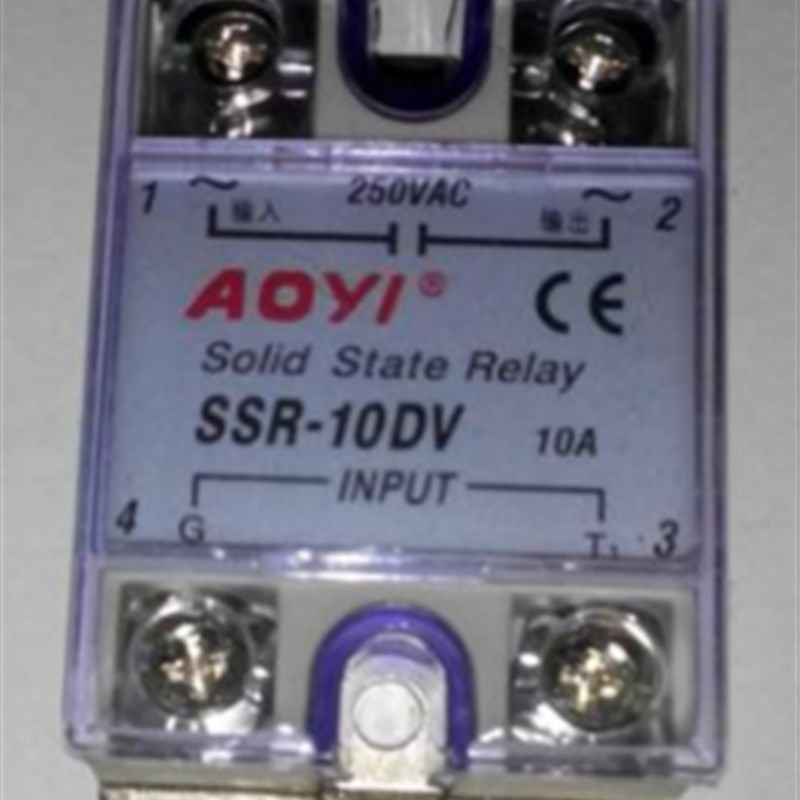 250VAC
1 ~ 输入 输出 ~ 2
AOYI® CE
Solid State Relay
SSR-10DV 10A
INPUT
4 G T₁ 3